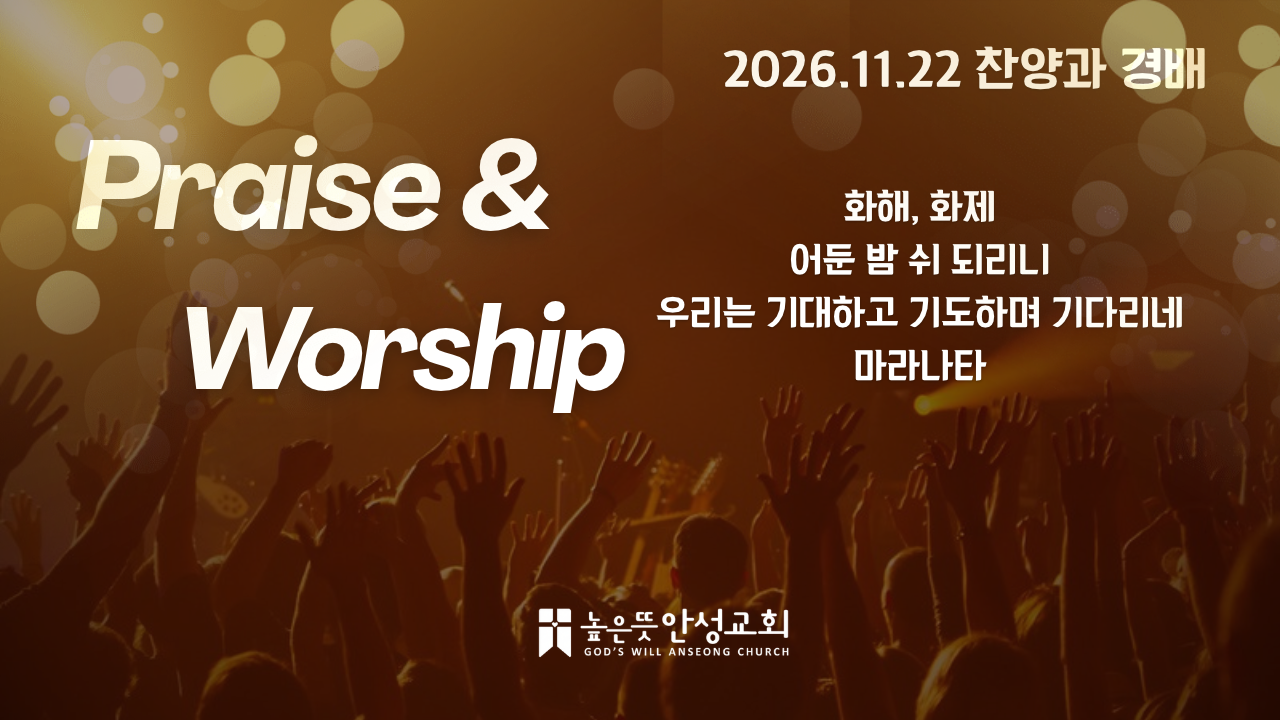 2026.11.22 찬양과 경배
Praise &
Worship
화해, 화제
어둔 밤 쉬 되리니
우리는 기대하고 기도하며 기다리네
마라나타
높은뜻안성교회
GOD'S WILL ANSEONG CHURCH